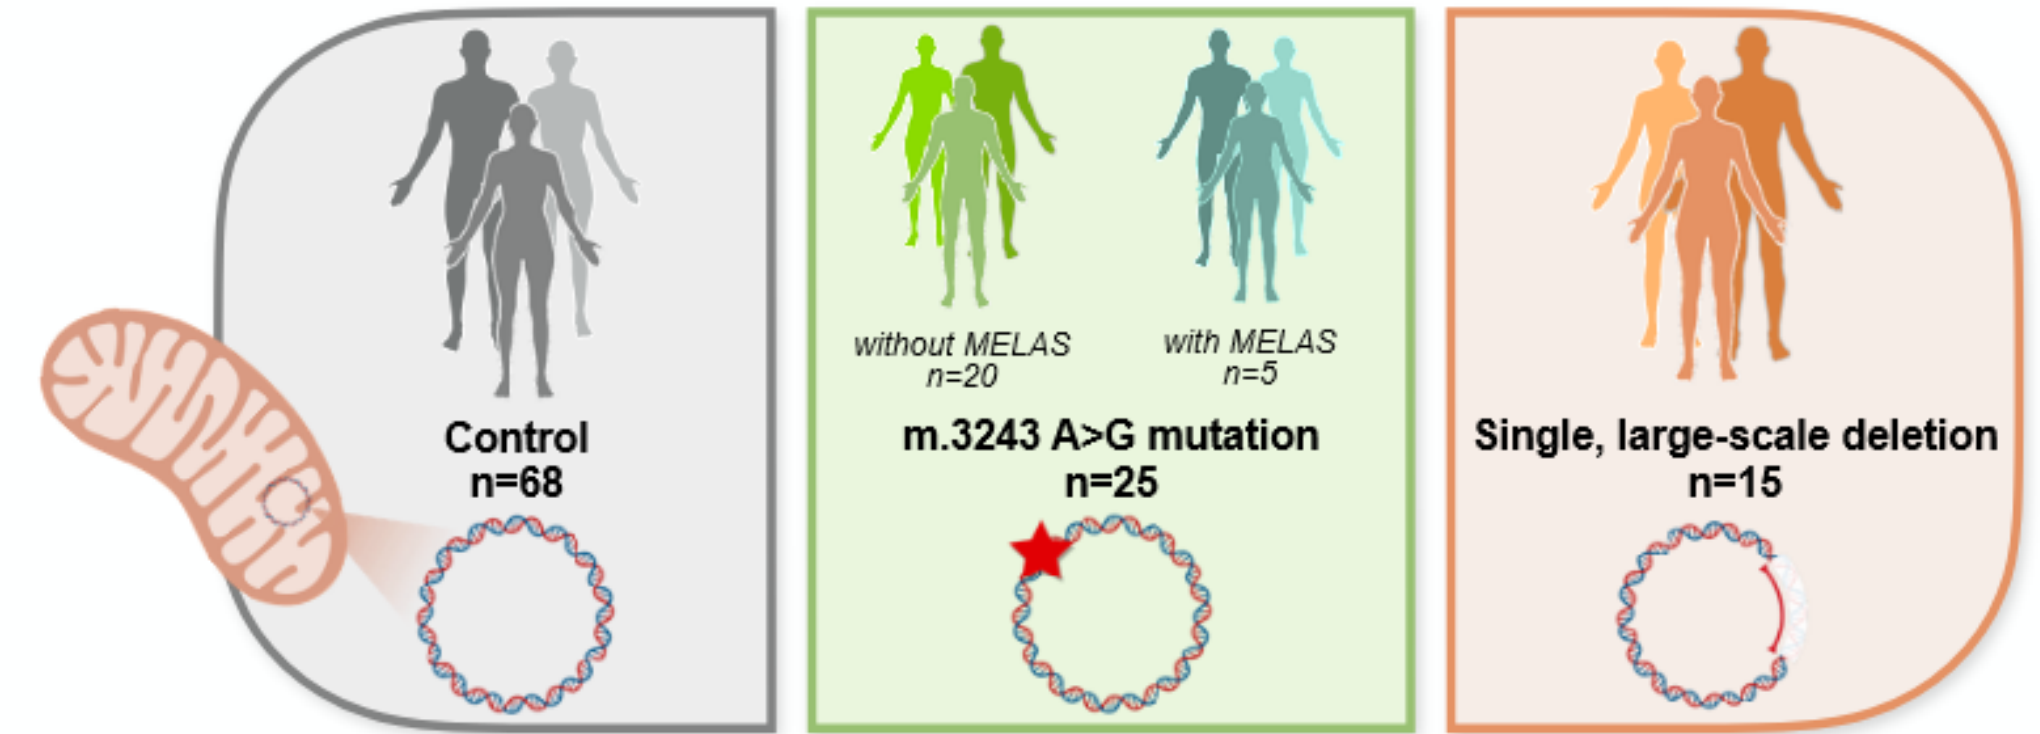 Control
n=68
without MELAS
n=20
with MELAS
n=5
m.3243 A>G mutation
n=25
Single, large-scale deletion
n=15